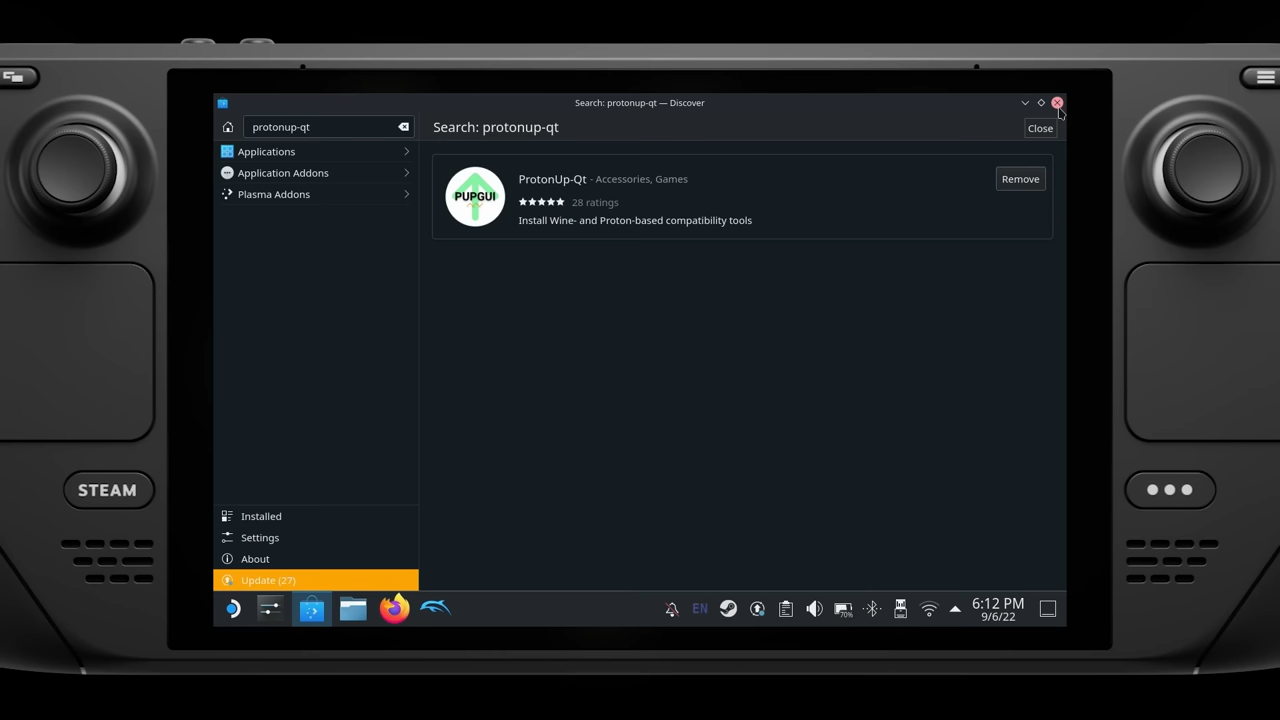 Search: protonup-qt — Discover
protonup-qt
Search: protonup-qt
Close
Applications
Application Addons
Plasma Addons
PUPGUI
ProtonUp-Qt - Accessories, Games
Remove
28 ratings
Install Wine- and Proton-based compatibility tools
STEAM
Installed
Settings
About
Update (27)
EN
70%
6:12 PM
9/6/22